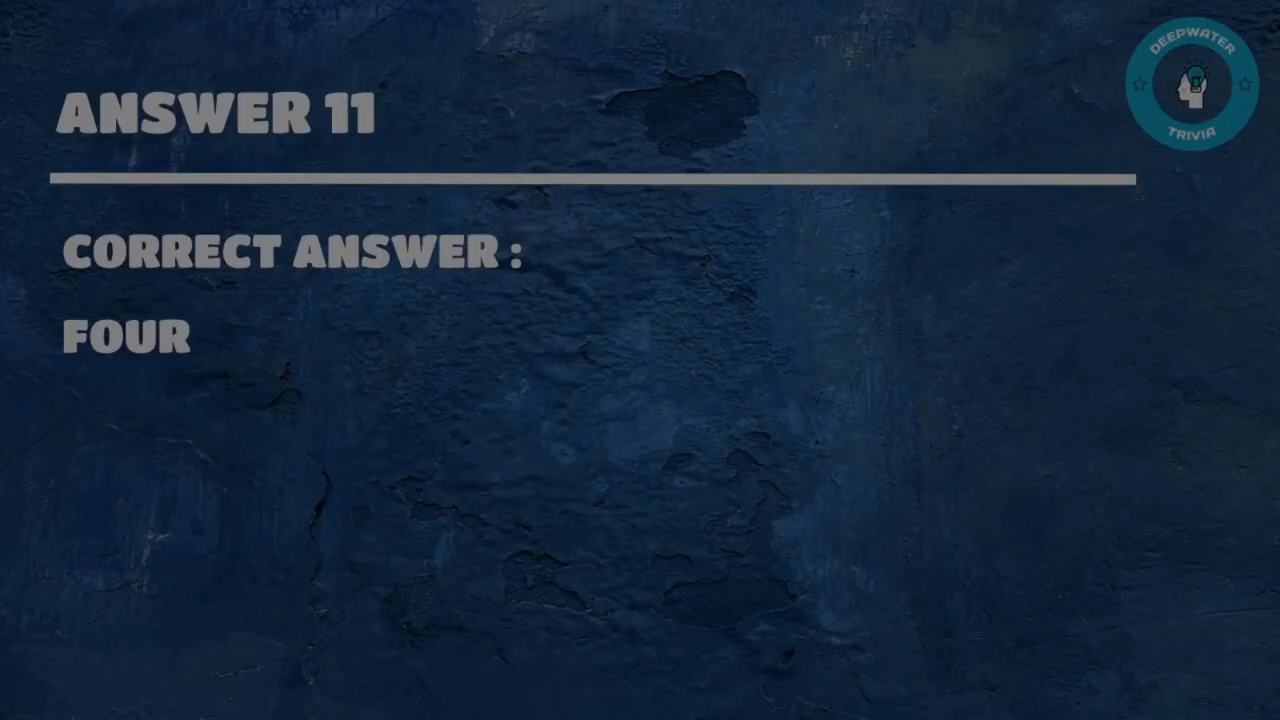 DEEPWATER
TRIVIA
ANSWER 11
CORRECT ANSWER :
FOUR